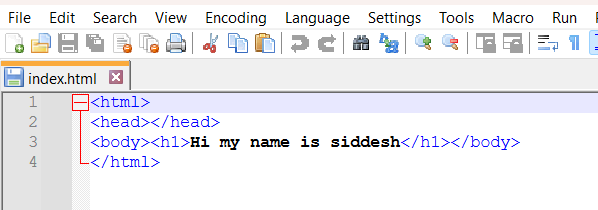 File Edit Search View Encoding Language Settings Tools Macro Run
index.html
1 <html>
2 <head></head>
3 <body><h1>Hi my name is siddesh</h1></body>
4 </html>